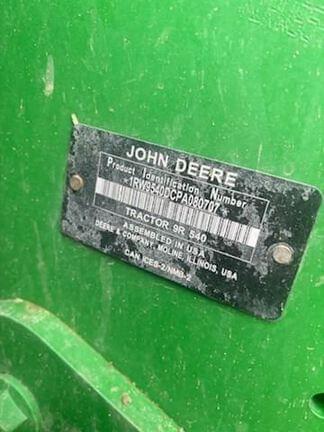 JOHN DEERE
Product Identification Number
1RW9540DCPA080707
TRACTOR 9R 540
ASSEMBLED IN USA
DEERE & COMPANY, MOLINE, ILLINOIS, USA
CAN ICES-2/NMB-2